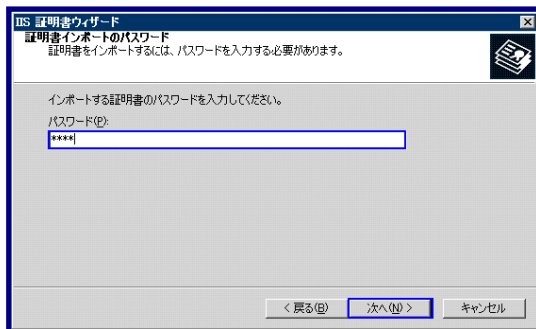 IIS 証明書ウィザード
証明書インポートのパスワード
証明書をインポートするには、パスワードを入力する必要があります。
インポートする証明書のパスワードを入力してください。
パスワード(P):
****
< 戻る(B)
次へ(N) >
キャンセル